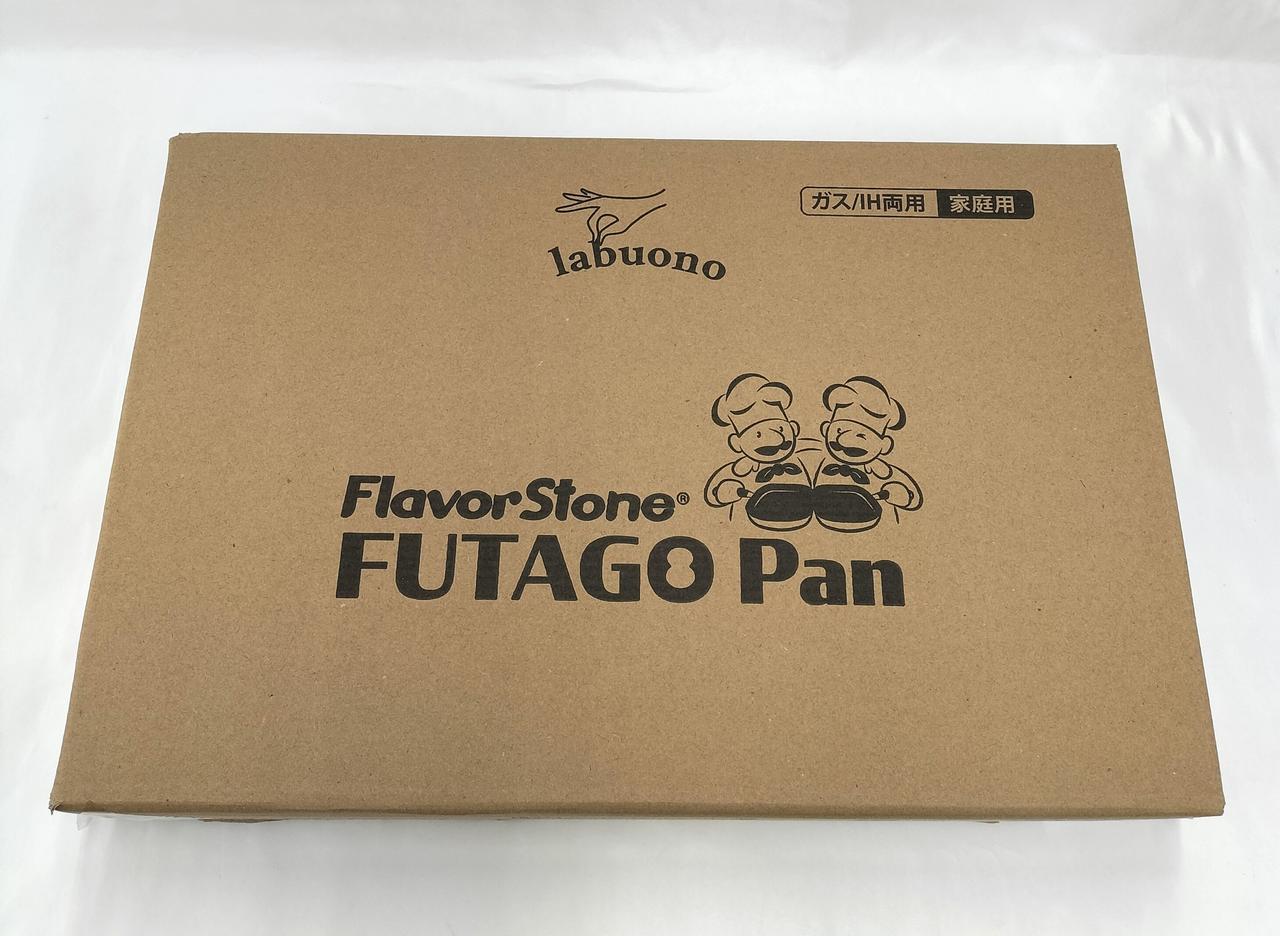 labuono
ガス/IH両用 家庭用
FlavorStone®
FUTAGO Pan